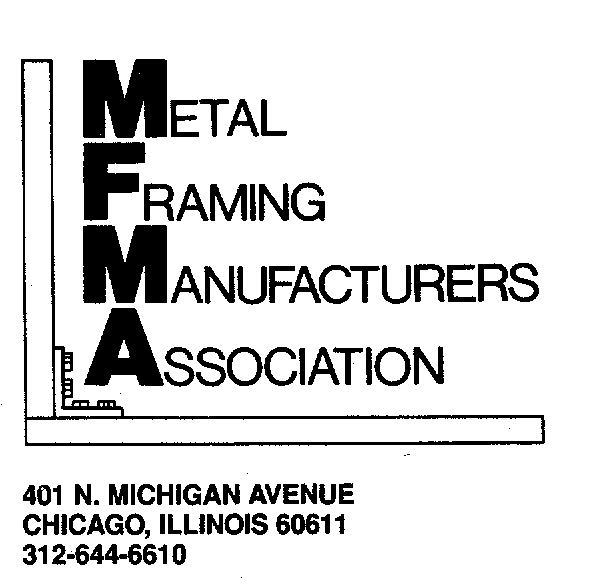 METAL
FRAMING
MANUFACTURERS
ASSOCIATION
401 N. MICHIGAN AVENUE
CHICAGO, ILLINOIS 60611
312-644-6610